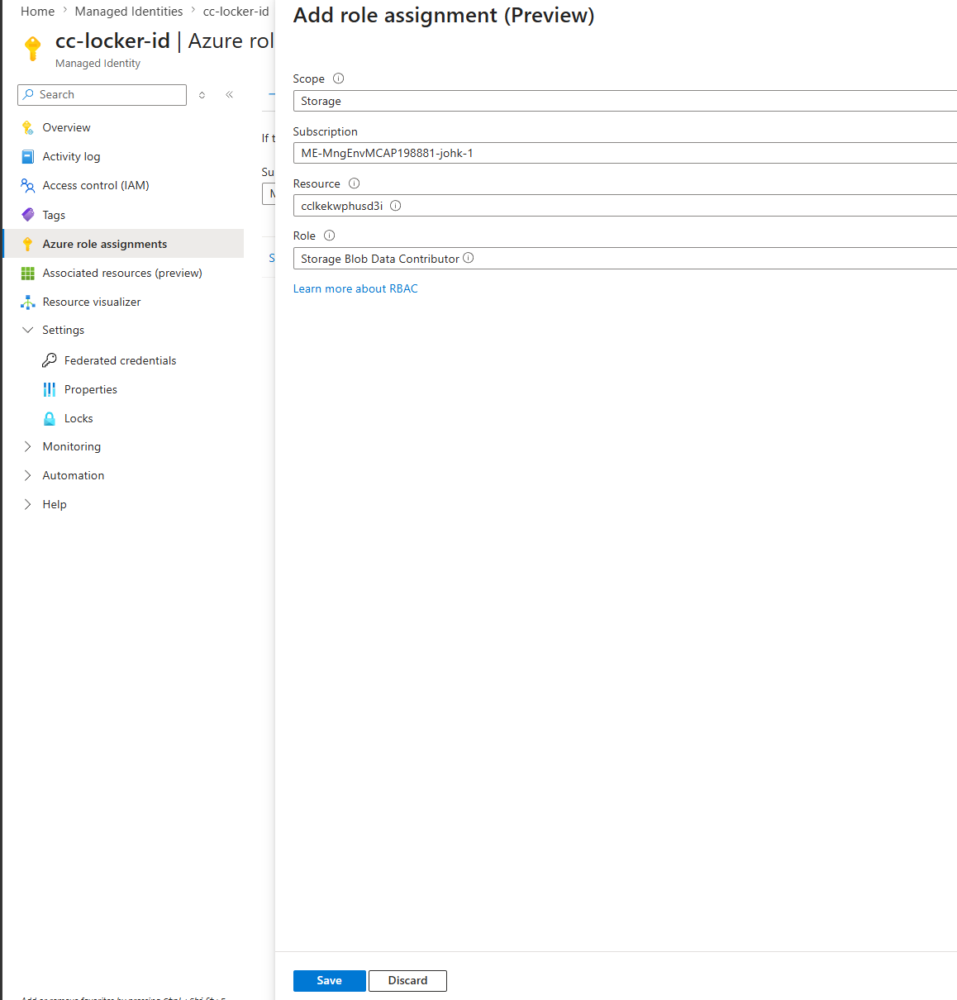 Home > Managed Identities > cc-locker-id
cc-locker-id | Azure rol
Managed Identity
Search
Overview
Activity log
Access control (IAM)
Tags
Azure role assignments
Associated resources (preview)
Resource visualizer
Settings
Federated credentials
Properties
Locks
Monitoring
Automation
Help
If t
Su
Add role assignment (Preview)
Scope
Storage
Subscription
ME-MngEnvMCAP198881-johk-1
Resource
cclkekwphusd3i
Role
Storage Blob Data Contributor
Learn more about RBAC
Save
Discard